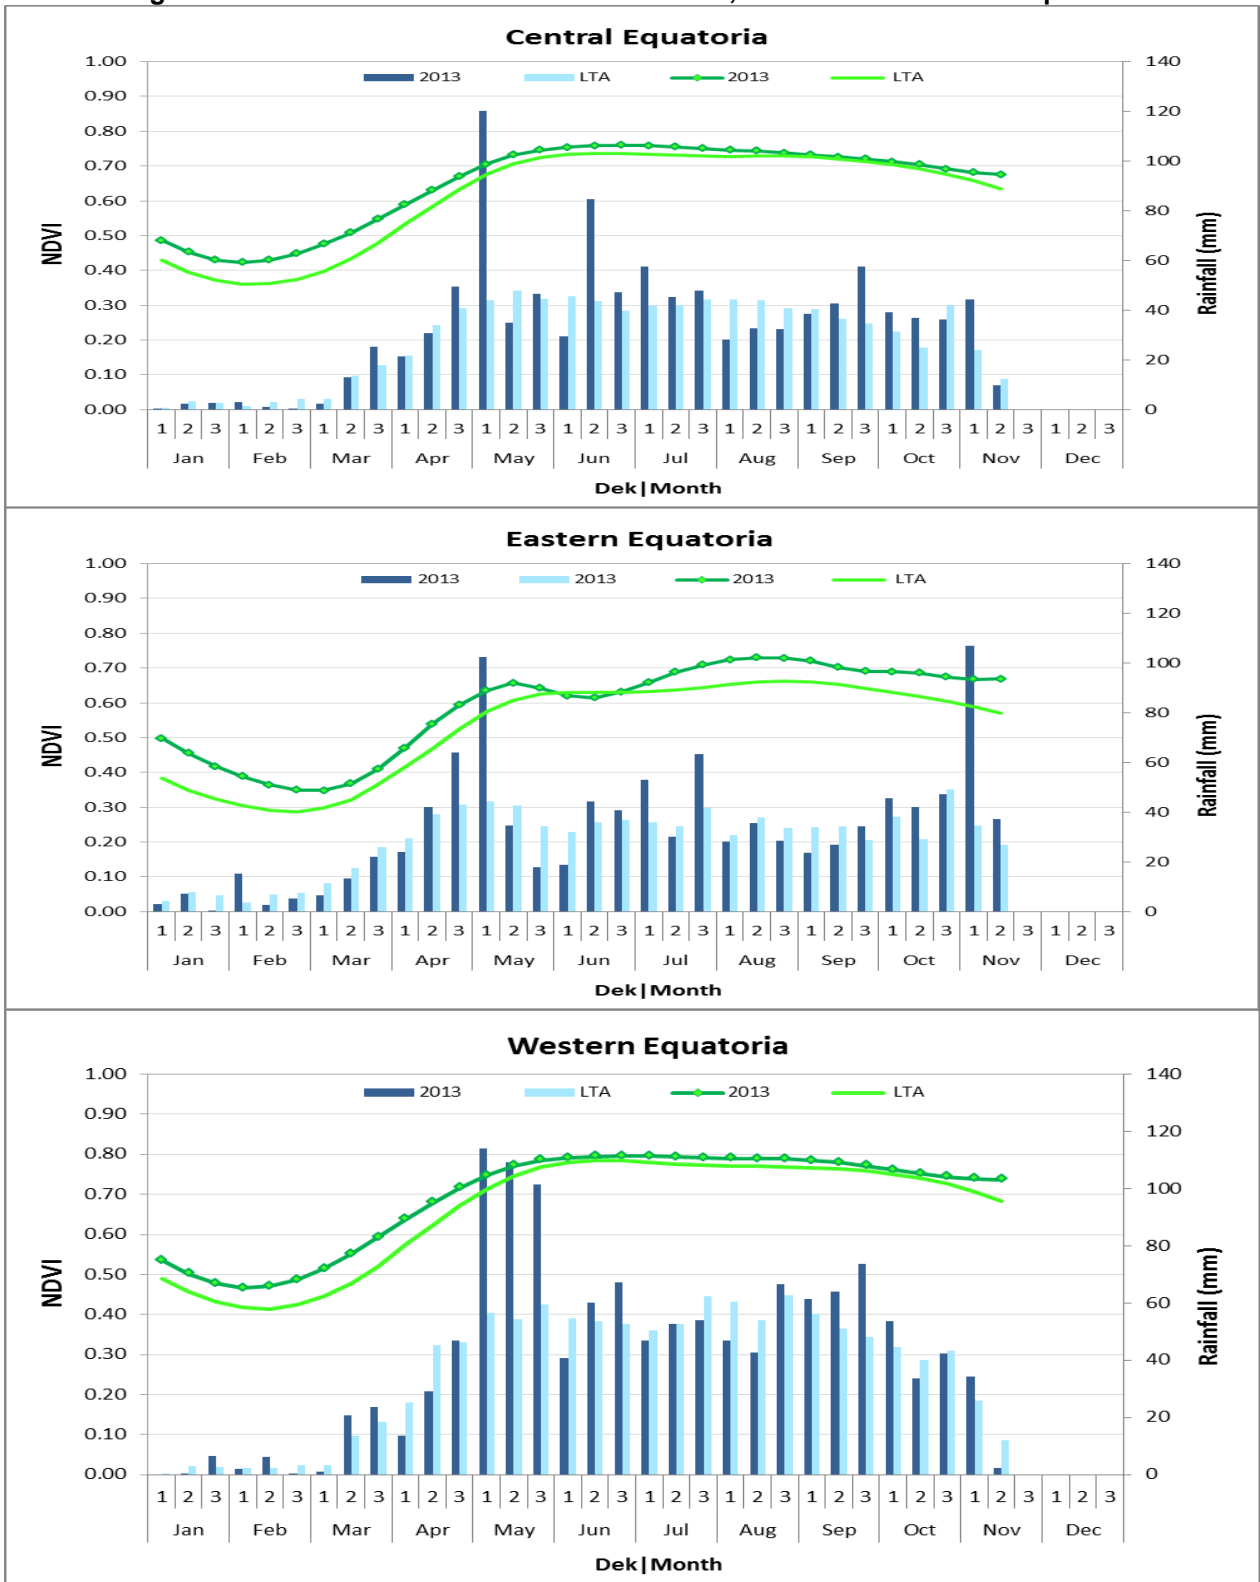 Central Equatoria
2013 LTA 2013 LTA
1.00 140
0.90
120
0.80
0.70 100
0.60
80
0.50
60
0.40
0.30 40
0.20
20
0.10
0.00 0
NDVI
Rainfall (mm)
1 2 3 1 2 3 1 2 3 1 2 3 1 2 3 1 2 3 1 2 3 1 2 3 1 2 3 1 2 3 1 2 3 1 2 3
Jan Feb Mar Apr May Jun Jul Aug Sep Oct Nov Dec
Dek|Month
Eastern Equatoria
2013 2013 2013 LTA
1.00 140
0.90
120
0.80
0.70 100
0.60
80
0.50
60
0.40
0.30 40
0.20
20
0.10
0.00 0
NDVI
Rainfall (mm)
1 2 3 1 2 3 1 2 3 1 2 3 1 2 3 1 2 3 1 2 3 1 2 3 1 2 3 1 2 3 1 2 3 1 2 3
Jan Feb Mar Apr May Jun Jul Aug Sep Oct Nov Dec
Dek|Month
Western Equatoria
2013 LTA 2013 LTA
1.00 140
0.90
120
0.80
0.70 100
0.60
80
0.50
60
0.40
0.30 40
0.20
20
0.10
0.00 0
NDVI
Rainfall (mm)
1 2 3 1 2 3 1 2 3 1 2 3 1 2 3 1 2 3 1 2 3 1 2 3 1 2 3 1 2 3 1 2 3 1 2 3
Jan Feb Mar Apr May Jun Jul Aug Sep Oct Nov Dec
Dek|Month